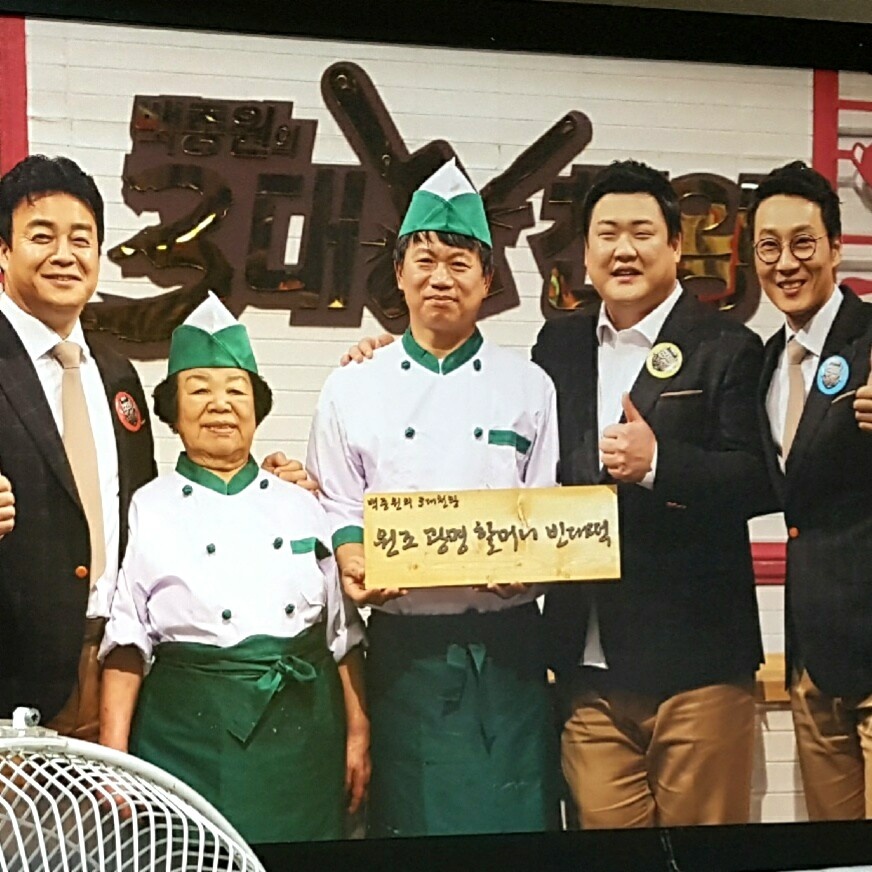 백종원의
3대천왕
백종원의 3대천왕
원조 광명 할머니 빈대떡